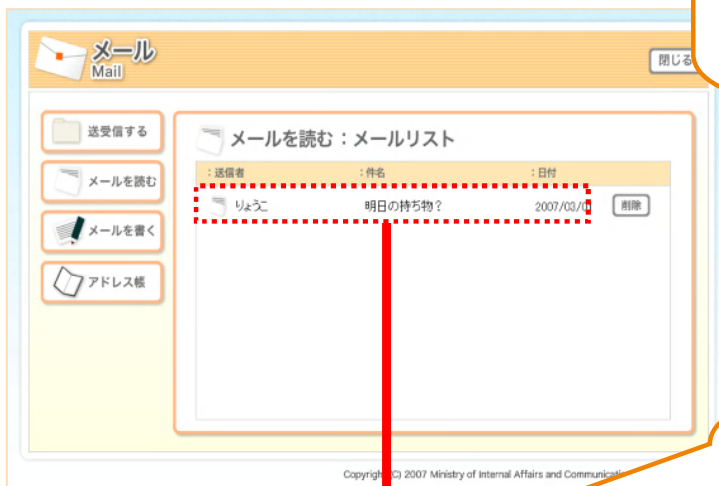 メール
Mail
閉じる
送受信する
メールを読む
メールを書く
アドレス帳
メールを読む：メールリスト
:送信者 :件名 :日付
りょうこ 明日の持ち物？ 2007/03/0 削除
Copyright (C) 2007 Ministry of Internal Affairs and